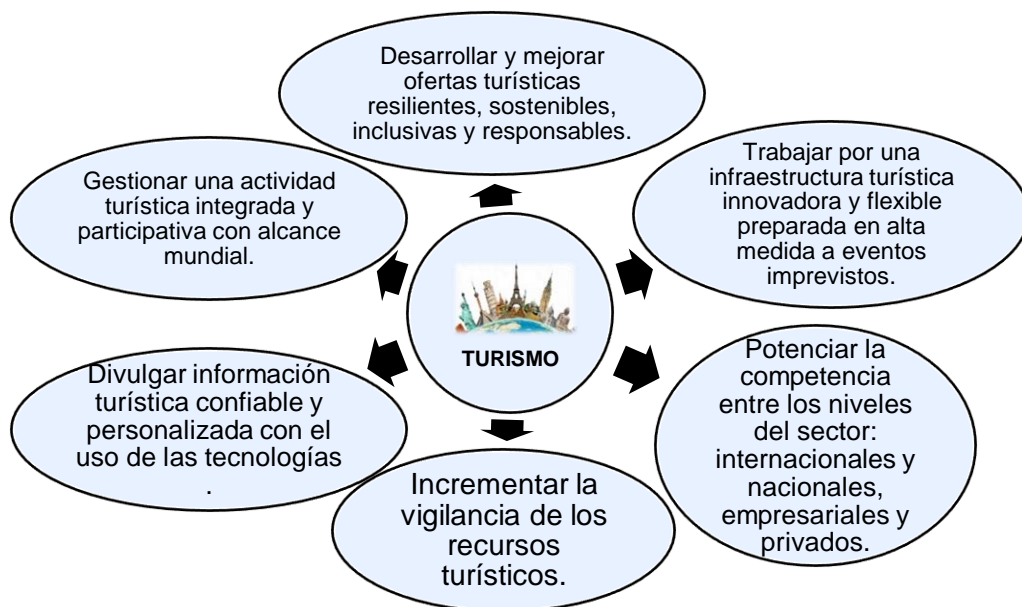 Desarrollar y mejorar
ofertas turísticas
resilientes, sostenibles,
inclusivas y responsables.
Gestionar una actividad
turística integrada y
participativa con alcance
mundial.
Trabajar por una
infraestructura turística
innovadora y flexible
preparada en alta
medida a eventos
imprevistos.
TURISMO
Divulgar información
turística confiable y
personalizada con el
uso de las tecnologías
.
Potenciar la
competencia
entre los niveles
del sector:
internacionales y
nacionales,
empresariales y
privados.
Incrementar la
vigilancia de los
recursos
turísticos.